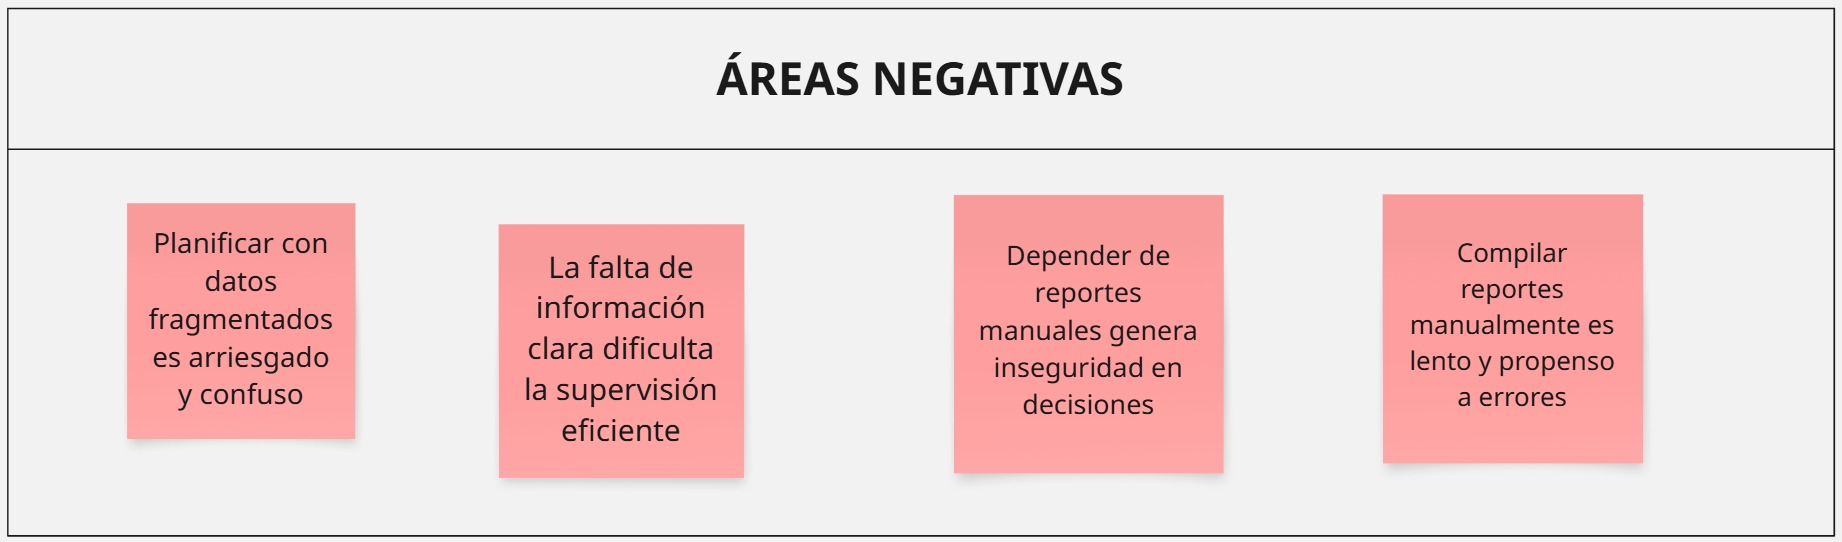 ÁREAS NEGATIVAS
Planificar con
datos
fragmentados
es arriesgado
y confuso
La falta de
información
clara dificulta
la supervisión
eficiente
Depender de
reportes
manuales genera
inseguridad en
decisiones
Compilar
reportes
manualmente es
lento y propenso
a errores